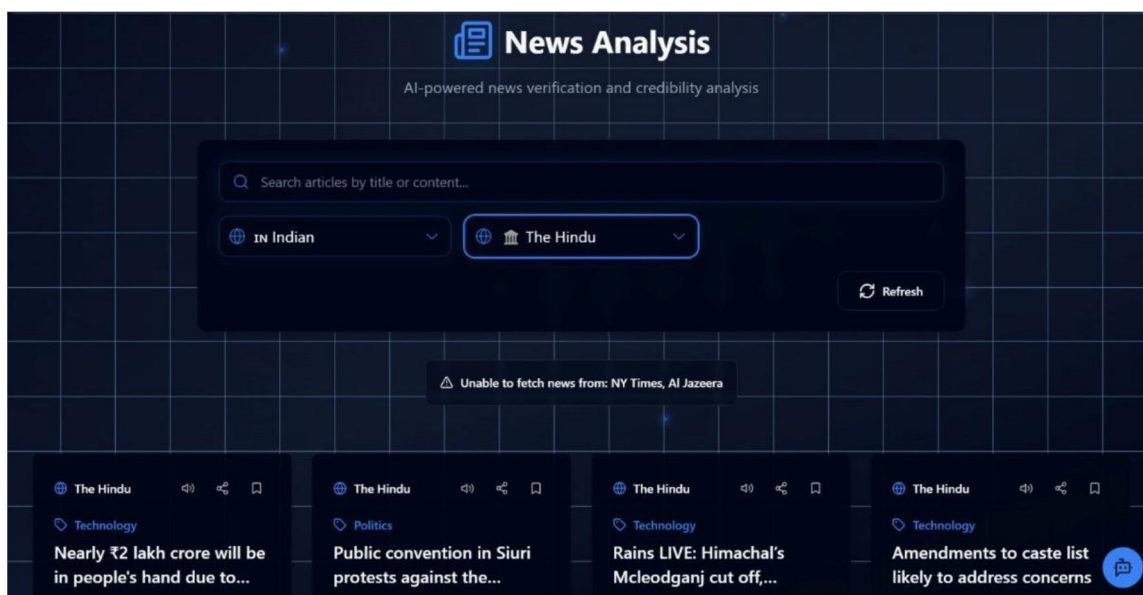 News Analysis
AI-powered news verification and credibility analysis
Search articles by title or content...
IN Indian
The Hindu
Refresh
Unable to fetch news from: NY Times, Al Jazeera
The Hindu
Technology
Nearly ₹2 lakh crore will be
in people's hand due to...
The Hindu
Politics
Public convention in Siuri
protests against the...
The Hindu
Technology
Rains LIVE: Himachal's
Mcleodganj cut off,...
The Hindu
Technology
Amendments to caste list
likely to address concerns